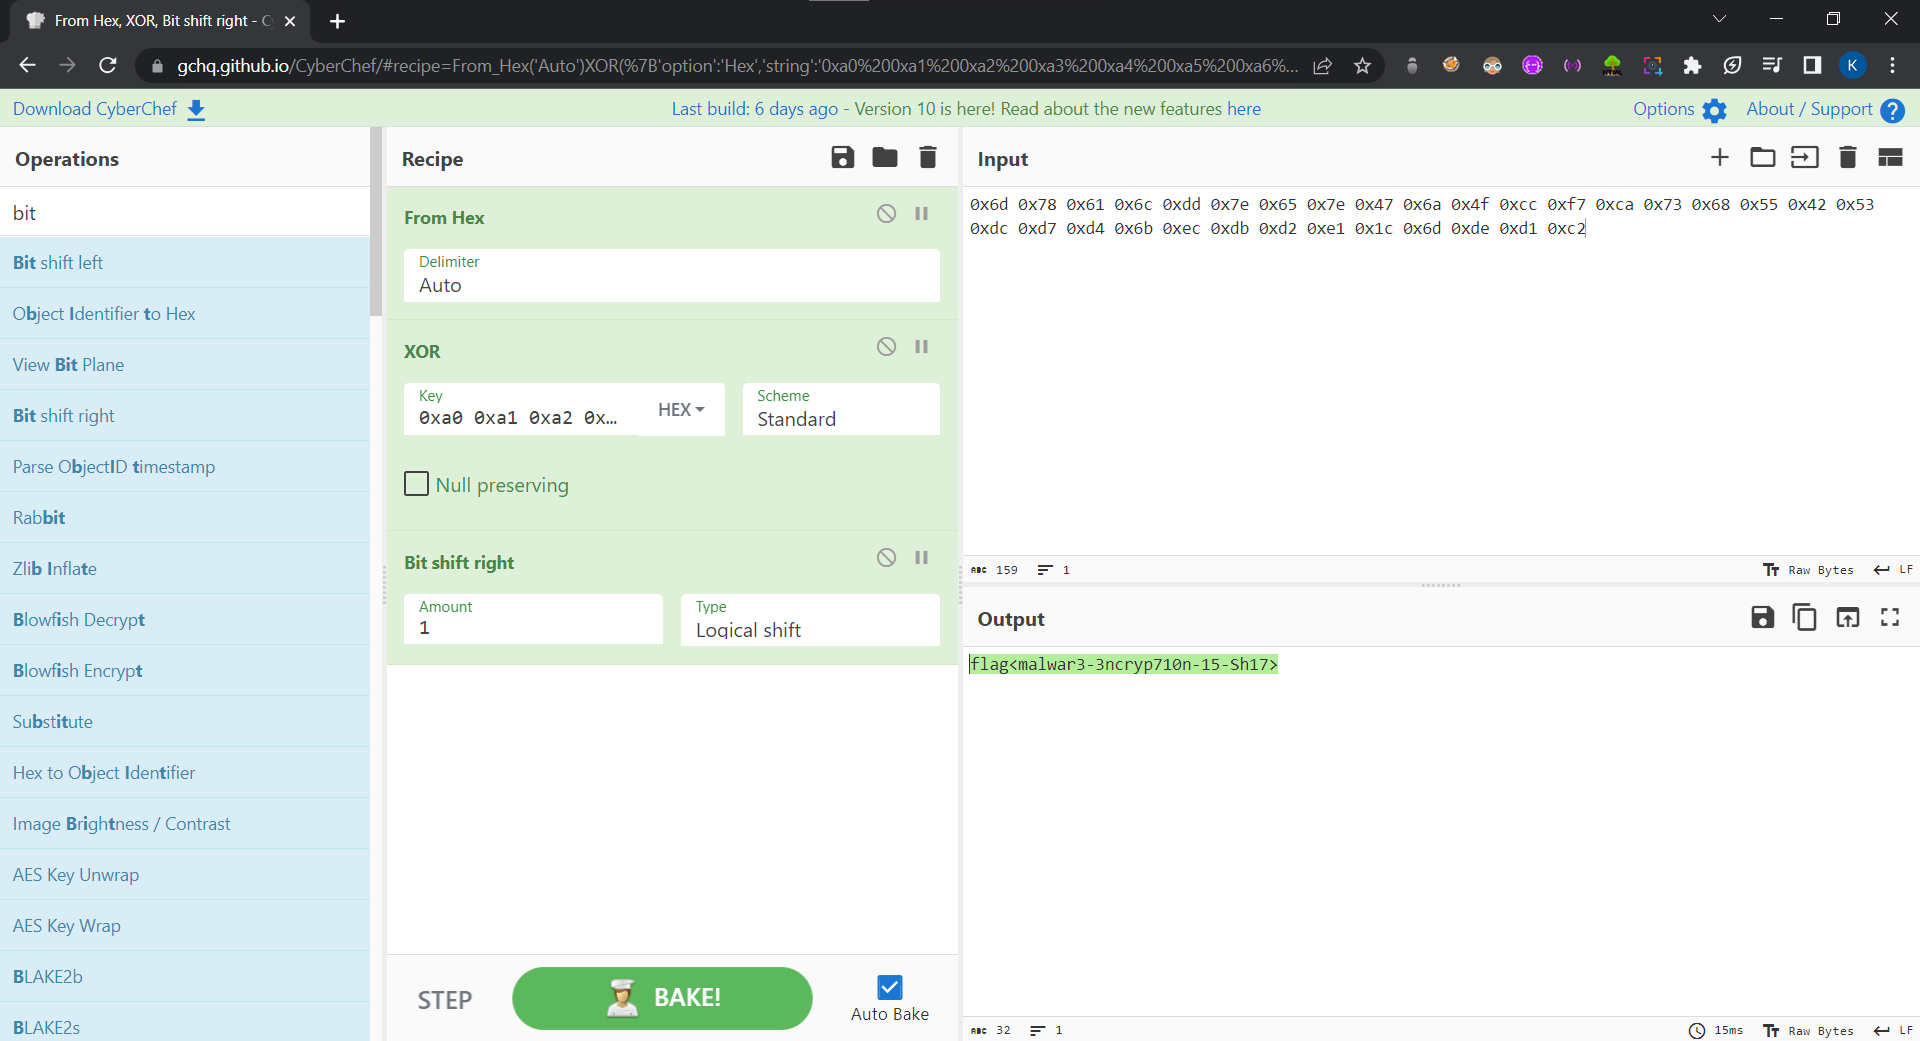 From Hex, XOR, Bit shift right - C
gchq.github.io/CyberChef/#recipe=From_Hex('Auto')XOR(%7B'option':'Hex','string':'0xa0%200xa1%200xa2%200xa3%200xa4%200xa5%200xa6%...
K
Download CyberChef
Last build: 6 days ago - Version 10 is here! Read about the new features here
Options
About / Support
Operations
bit
Bit shift left
Object Identifier to Hex
View Bit Plane
Bit shift right
Parse ObjectID timestamp
Rabbit
Zlib Inflate
Blowfish Decrypt
Blowfish Encrypt
Substitute
Hex to Object Identifier
Image Brightness / Contrast
AES Key Unwrap
AES Key Wrap
BLAKE2b
BLAKE2s
Recipe
From Hex
Delimiter
Auto
XOR
Key
0xa0 0xa1 0xa2 0x...
HEX
Scheme
Standard
Null preserving
Bit shift right
Amount
1
Type
Logical shift
STEP
BAKE!
Auto Bake
Input
0x6d 0x78 0x61 0x6c 0xdd 0x7e 0x65 0x7e 0x47 0x6a 0x4f 0xcc 0xf7 0xca 0x73 0x68 0x55 0x42 0x53
0xdc 0xd7 0xd4 0x6b 0xec 0xdb 0xd2 0xe1 0x1c 0x6d 0xde 0xd1 0xc2
ABC 159 1
Tt Raw Bytes LF
Output
flag<malwar3-3ncryp710n-15-Sh17>
ABC 32 1
15ms Tt Raw Bytes LF